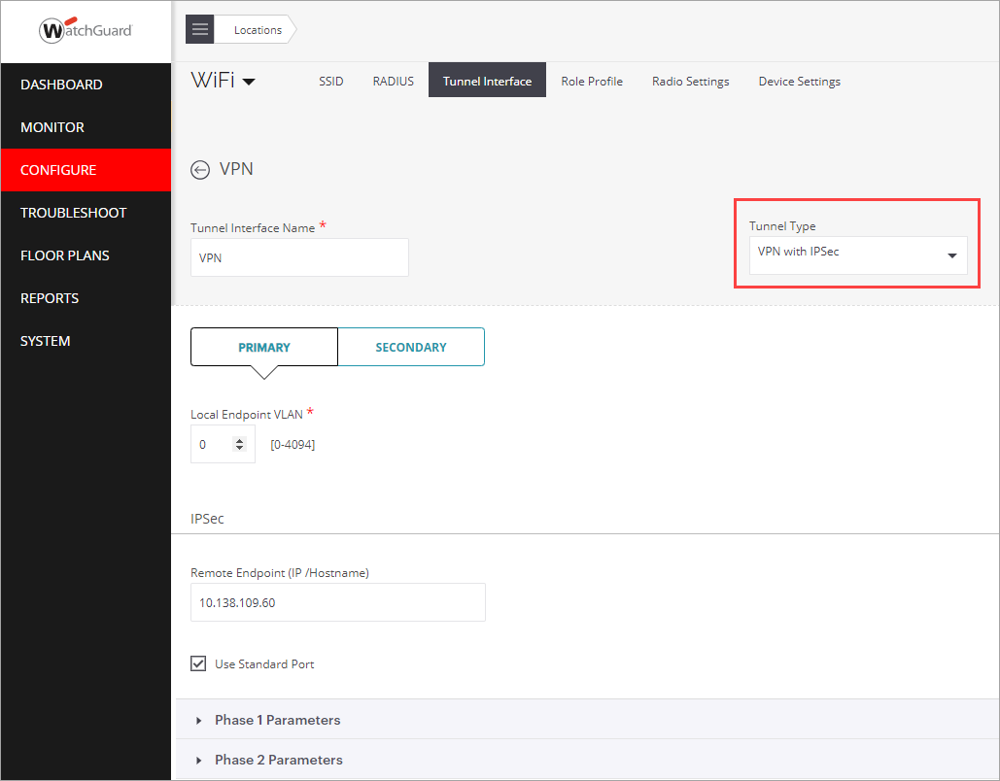 WatchGuard
Locations
DASHBOARD
MONITOR
CONFIGURE
TROUBLESHOOT
FLOOR PLANS
REPORTS
SYSTEM
WiFi
SSID RADIUS Tunnel Interface Role Profile Radio Settings Device Settings
VPN
Tunnel Interface Name *
VPN
Tunnel Type
VPN with IPSec
PRIMARY SECONDARY
Local Endpoint VLAN *
0 [0-4094]
IPSec
Remote Endpoint (IP /Hostname)
10.138.109.60
Use Standard Port
Phase 1 Parameters
Phase 2 Parameters